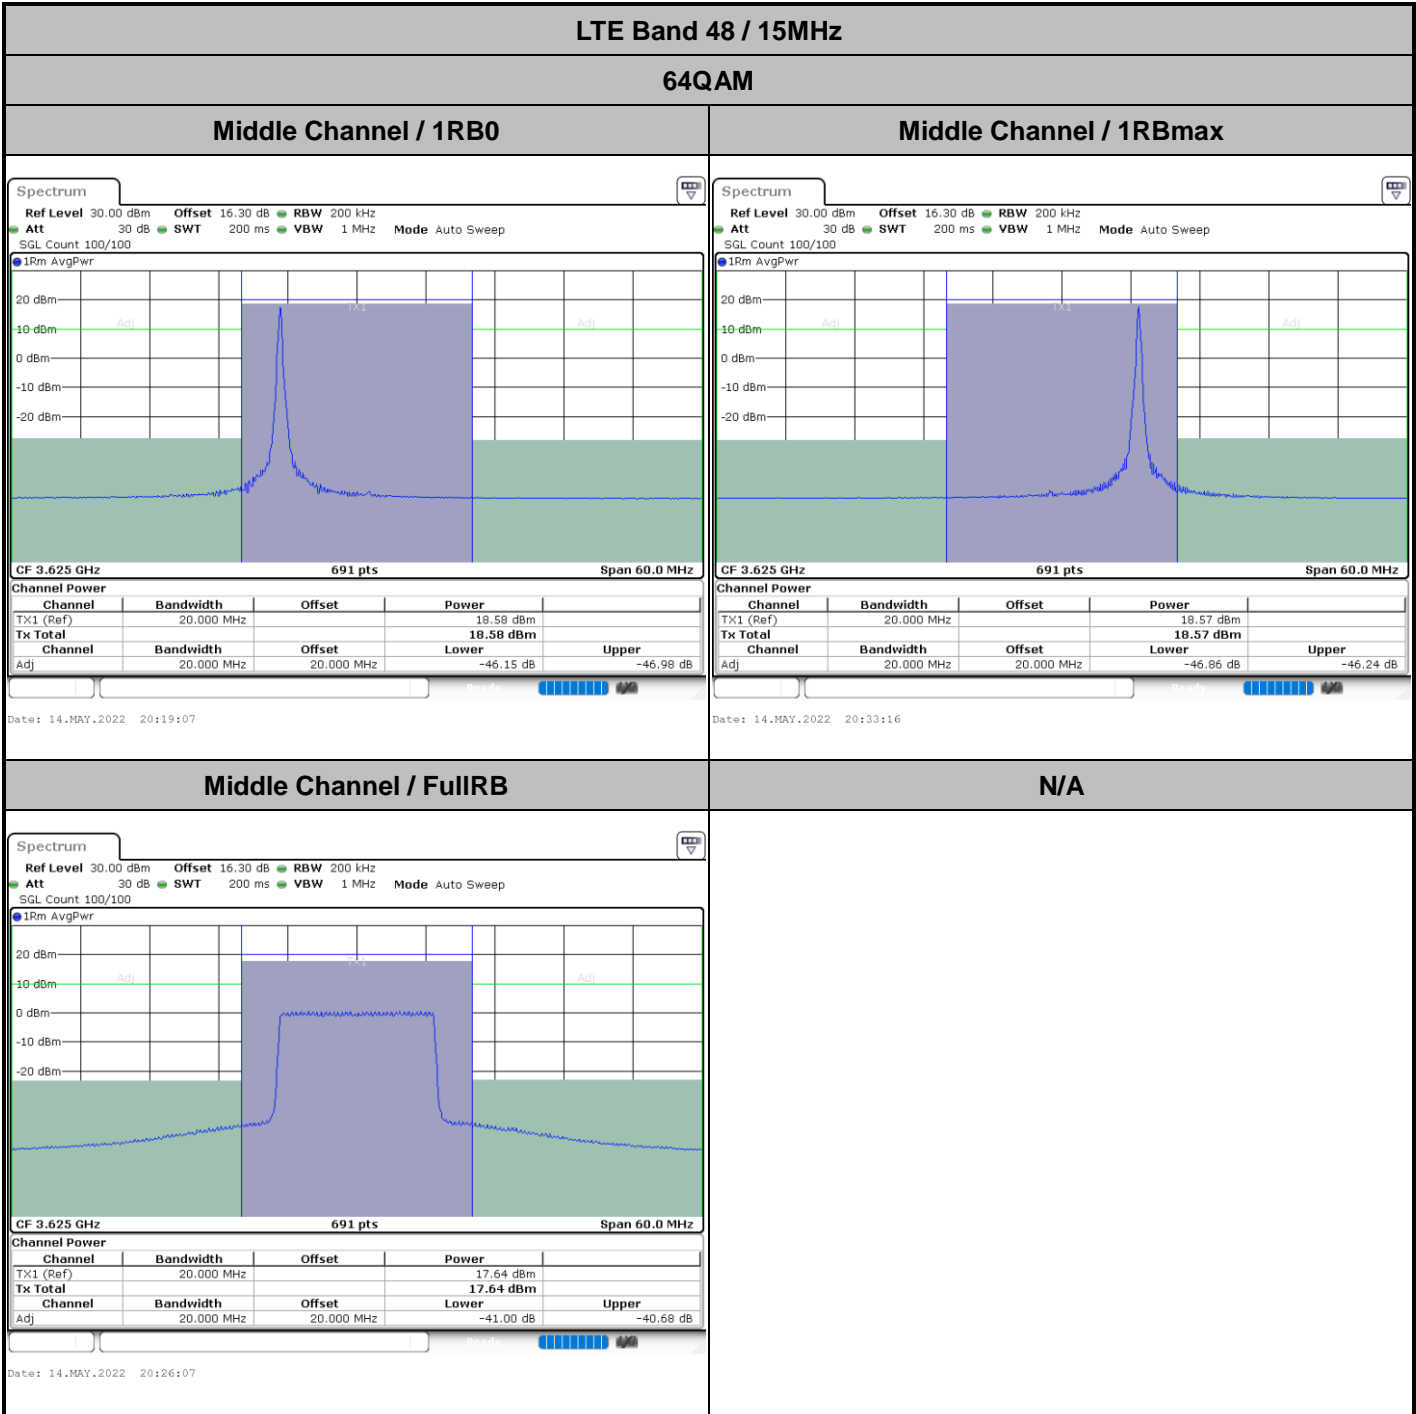 LTE Band 48 / 15MHz
64QAM
Middle Channel / 1RB0
Middle Channel / 1RBmax
Spectrum
Ref Level 30.00 dBm Offset 16.30 dB RBW 200 kHz
Att 30 dB SWT 200 ms VBW 1 MHz Mode Auto Sweep
SGL Count 100/100
1Rm AvgPwr
TX1
20 dBm
Adj Adj
10 dBm
0 dBm
-10 dBm
-20 dBm
CF 3.625 GHz 691 pts Span 60.0 MHz
Channel Power
Channel Bandwidth Offset Power
TX1 (Ref) 20.000 MHz 18.58 dBm
Tx Total 18.58 dBm
Channel Bandwidth Offset Lower Upper
Adj 20.000 MHz 20.000 MHz -46.15 dB -46.98 dB
Ready
Date: 14.MAY.2022 20:19:07
Spectrum
Ref Level 30.00 dBm Offset 16.30 dB RBW 200 kHz
Att 30 dB SWT 200 ms VBW 1 MHz Mode Auto Sweep
SGL Count 100/100
1Rm AvgPwr
TX1
20 dBm
Adj Adj
10 dBm
0 dBm
-10 dBm
-20 dBm
CF 3.625 GHz 691 pts Span 60.0 MHz
Channel Power
Channel Bandwidth Offset Power
TX1 (Ref) 20.000 MHz 18.57 dBm
Tx Total 18.57 dBm
Channel Bandwidth Offset Lower Upper
Adj 20.000 MHz 20.000 MHz -46.86 dB -46.24 dB
Ready
Date: 14.MAY.2022 20:33:16
Middle Channel / FullRB
N/A
Spectrum
Ref Level 30.00 dBm Offset 16.30 dB RBW 200 kHz
Att 30 dB SWT 200 ms VBW 1 MHz Mode Auto Sweep
SGL Count 100/100
1Rm AvgPwr
TX1
20 dBm
Adj Adj
10 dBm
0 dBm
-10 dBm
-20 dBm
CF 3.625 GHz 691 pts Span 60.0 MHz
Channel Power
Channel Bandwidth Offset Power
TX1 (Ref) 20.000 MHz 17.64 dBm
Tx Total 17.64 dBm
Channel Bandwidth Offset Lower Upper
Adj 20.000 MHz 20.000 MHz -41.00 dB -40.68 dB
Ready
Date: 14.MAY.2022 20:26:07